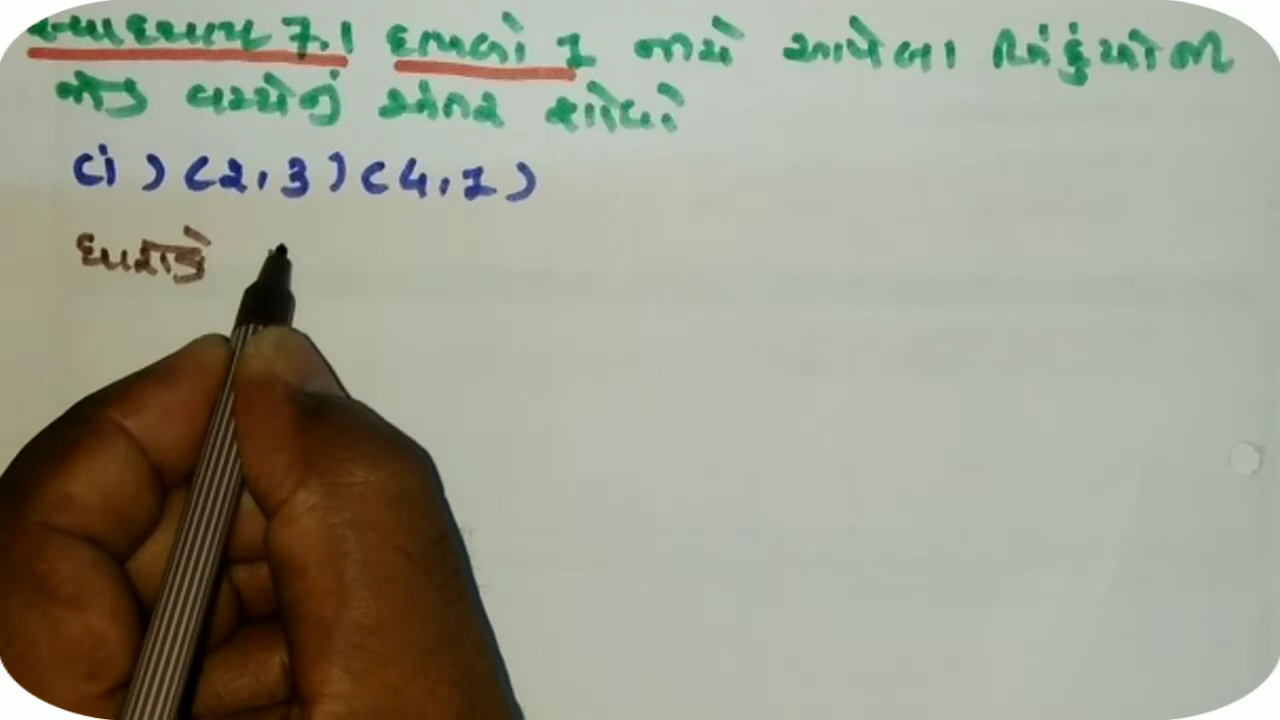 સ્વાધ્યાય 7.1 દાખલો 1 નીચે આપેલા બિંદુઓની
જોડ વચ્ચેનું અંતર શોધો
(i) (2,3) (4,1)
ધારોકે